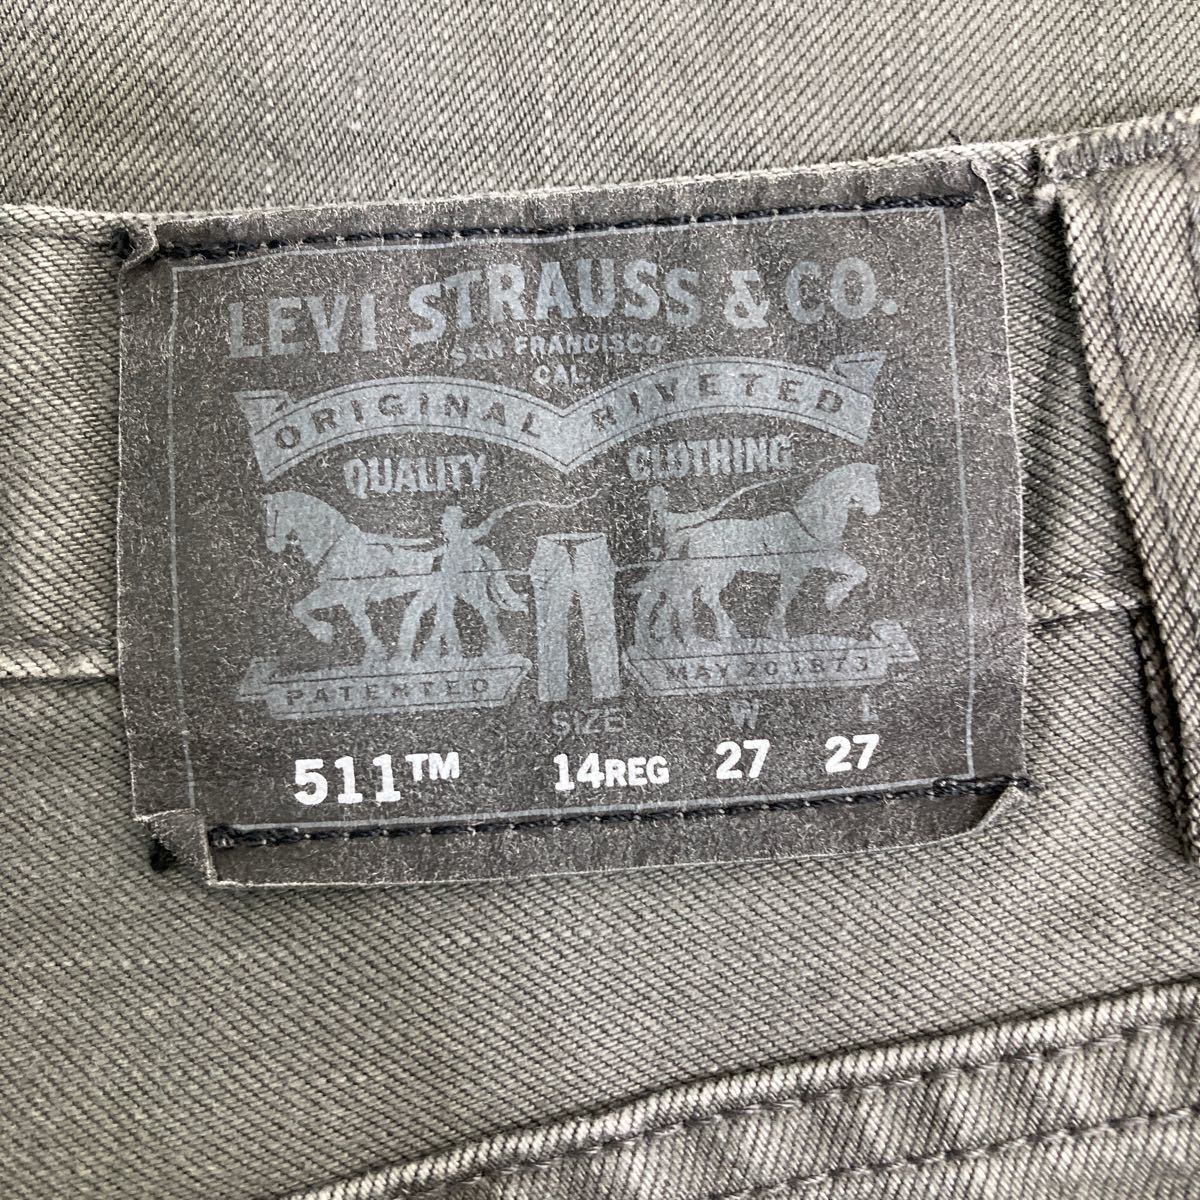 LEVI STRAUSS & CO.
SAN FRANCISCO
CAL.
ORIGINAL RIVETED
QUALITY CLOTHING
PATENTED MAY 20 1873
SIZE W L
511™ 14REG 27 27